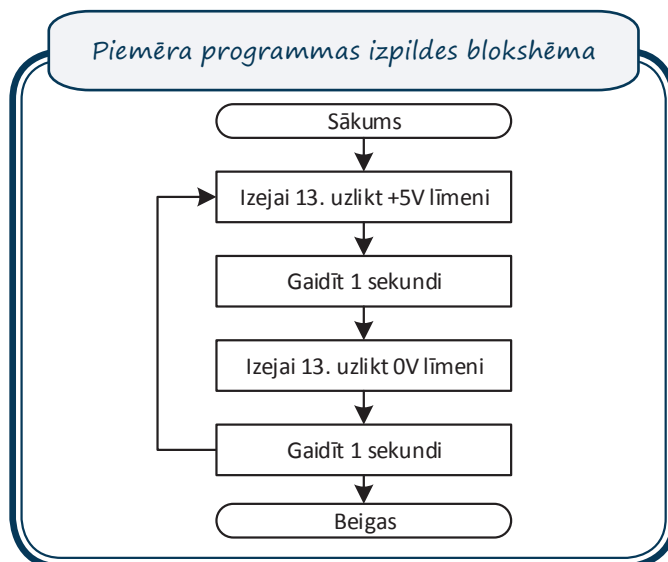 Piemēra programmas izpildes blokshēma
Sākums
Izejai 13. uzlikt +5V līmeni
Gaidīt 1 sekundi
Izejai 13. uzlikt 0V līmeni
Gaidīt 1 sekundi
Beigas